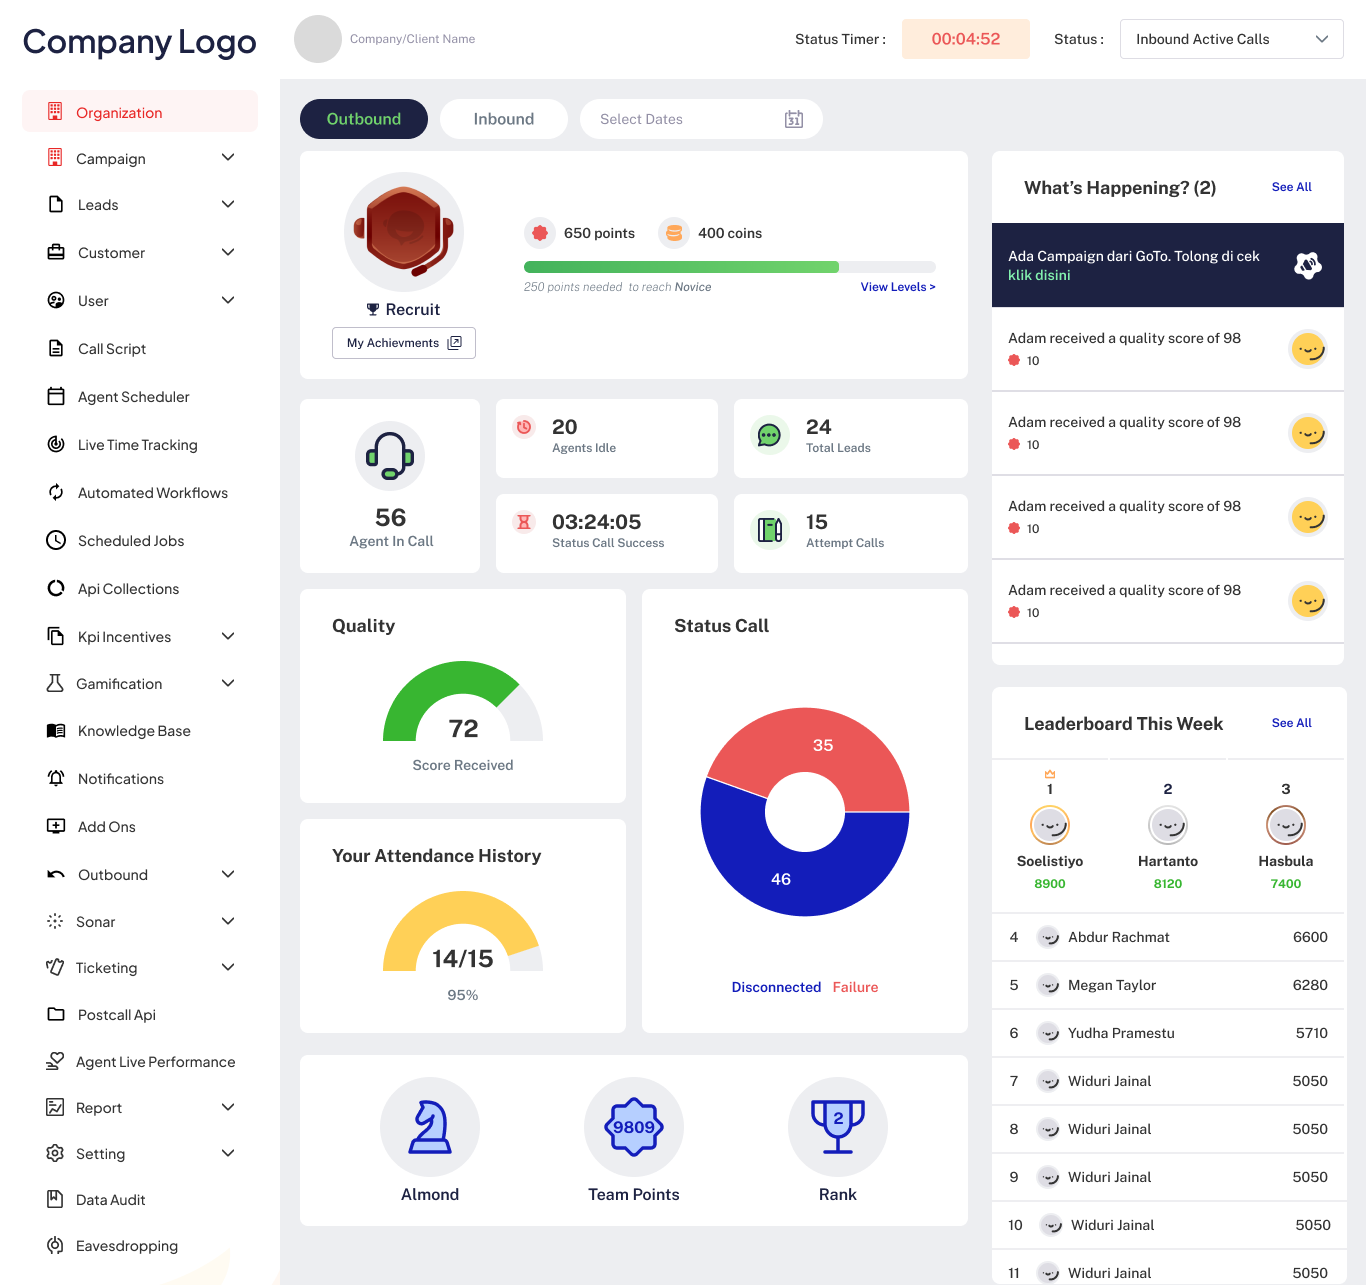 Company Logo
Company/Client Name
Status Timer :
00:04:52
Status :
Inbound Active Calls
Organization
Campaign
Leads
Customer
User
Call Script
Agent Scheduler
Live Time Tracking
Automated Workflows
Scheduled Jobs
Api Collections
Kpi Incentives
Gamification
Knowledge Base
Notifications
Add Ons
Outbound
Sonar
Ticketing
Postcall Api
Agent Live Performance
Report
Setting
Data Audit
Eavesdropping
Outbound
Inbound
Select Dates
31
650 points
400 coins
250 points needed to reach Novice
View Levels >
Recruit
My Achievments
56
Agent In Call
20
Agents Idle
24
Total Leads
03:24:05
Status Call Success
15
Attempt Calls
Quality
72
Score Received
Your Attendance History
14/15
95%
Status Call
35
46
Disconnected Failure
Almond
9809
Team Points
2
Rank
What's Happening? (2)
See All
Ada Campaign dari GoTo. Tolong di cek
klik disini
Adam received a quality score of 98
10
Adam received a quality score of 98
10
Adam received a quality score of 98
10
Adam received a quality score of 98
10
Leaderboard This Week
See All
1
Soelistiyo
8900
2
Hartanto
8120
3
Hasbula
7400
4 Abdur Rachmat 6600
5 Megan Taylor 6280
6 Yudha Pramestu 5710
7 Widuri Jainal 5050
8 Widuri Jainal 5050
9 Widuri Jainal 5050
10 Widuri Jainal 5050
11 Widuri Jainal 5050